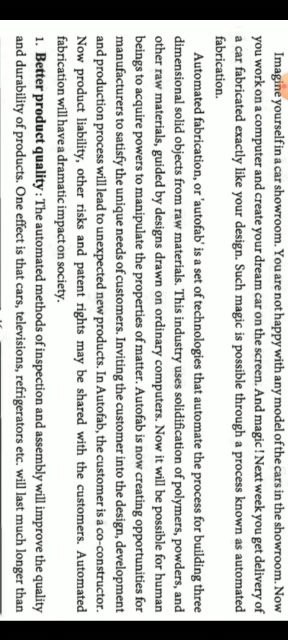 Imagine yourself in a car showroom. You are not happy with any model of the cars in the showroom. Now
you work on a computer and create your dream car on the screen. And magic ! Next week you get delivery of
a car fabricated exactly like your design. Such magic is possible through a process known as automated
fabrication.
Automated fabrication, or 'autofab' is a set of technologies that automate the process for building three
dimensional solid objects from raw materials. This industry uses solidification of polymers, powders, and
other raw materials, guided by designs drawn on ordinary computers. Now it will be possible for human
beings to acquire powers to manipulate the properties of matter. Autofab is now creating opportunities for
manufacturers to satisfy the unique needs of customers. Inviting the customer into the design, development
and production process will lead to unexpected new products. In Autofab, the customer is a co-constructor.
Now product liability, other risks and patent rights may be shared with the customers. Automated
fabrication will have a dramatic impact on society.
1. Better product quality : The automated methods of inspection and assembly will improve the quality
and durability of products. One effect is that cars, televisions, refrigerators etc. will last much longer than